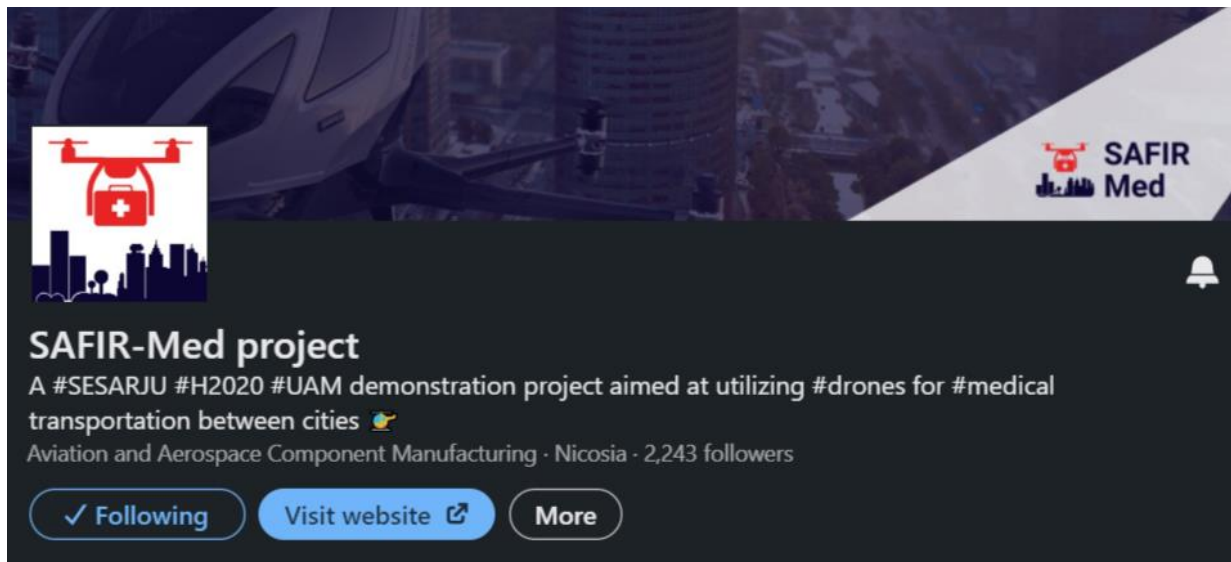 SAFIR
Med
SAFIR-Med project
A #SESARJU #H2020 #UAM demonstration project aimed at utilizing #drones for #medical
transportation between cities 🚁
Aviation and Aerospace Component Manufacturing · Nicosia · 2,243 followers
✓ Following
Visit website
More